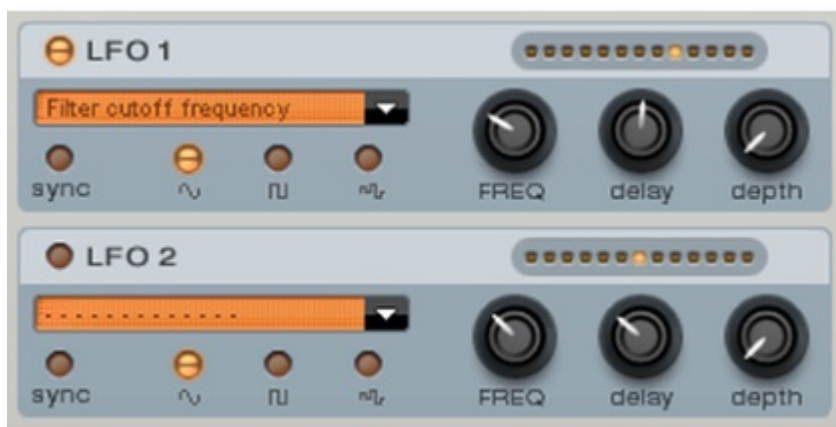 LFO 1
Filter cutoff frequency
sync
FREQ delay depth
LFO 2
- - - - - - - - - - - - -
sync
FREQ delay depth